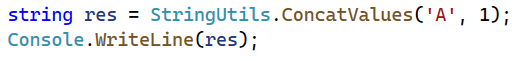 string res = StringUtils.ConcatValues('A', 1);
Console.WriteLine(res);